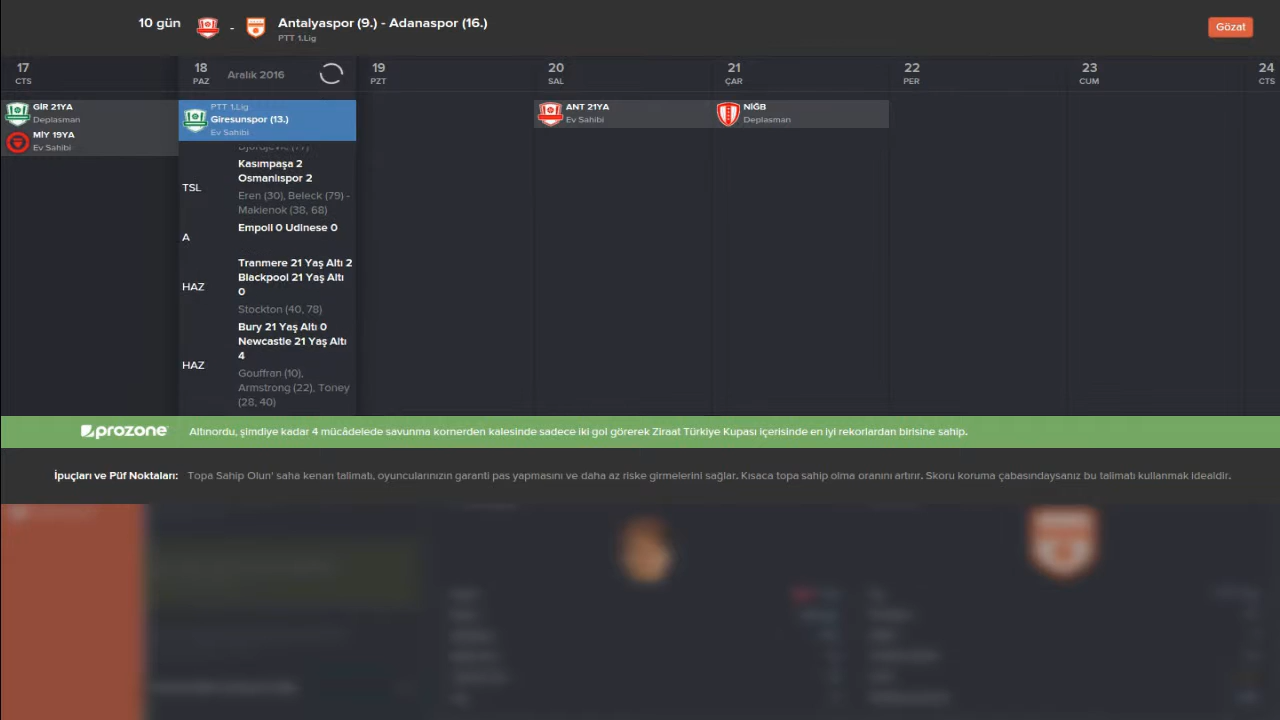 10 gün
-
Antalyaspor (9.) - Adanaspor (16.)
PTT 1.Lig
Gözat
17
CTS
18
PAZ
Aralık 2016
19
PZT
20
SAL
21
ÇAR
22
PER
23
CUM
24
CTS
GİR 21YA
Deplasman
MİY 19YA
Ev Sahibi
PTT 1.Lig
Giresunspor (13.)
Ev Sahibi
ANT 21YA
Ev Sahibi
NİĞB
Deplasman
TSL
Kasımpaşa 2
Osmanlıspor 2
Eren (30), Beleck (79) -
Makienok (38, 68)
A
Empoli 0 Udinese 0
HAZ
Tranmere 21 Yaş Altı 2
Blackpool 21 Yaş Altı
0
Stockton (40, 78)
HAZ
Bury 21 Yaş Altı 0
Newcastle 21 Yaş Altı
4
Gouffran (10),
Armstrong (22), Toney
(28, 40)
prozone
Altınordu, şimdiye kadar 4 mücâdelede savunma kornerden kalesinde sadece iki gol görerek Ziraat Türkiye Kupası içerisinde en iyi rekorlardan birisine sahip.
İpuçları ve Püf Noktaları: Topa Sahip Olun' saha kenarı talimatı, oyuncularınızın garanti pas yapmasını ve daha az riske girmelerini sağlar. Kısaca topa sahip olma oranını artırır. Skoru koruma çabasındaysanız bu talimatı kullanmak idealdir.